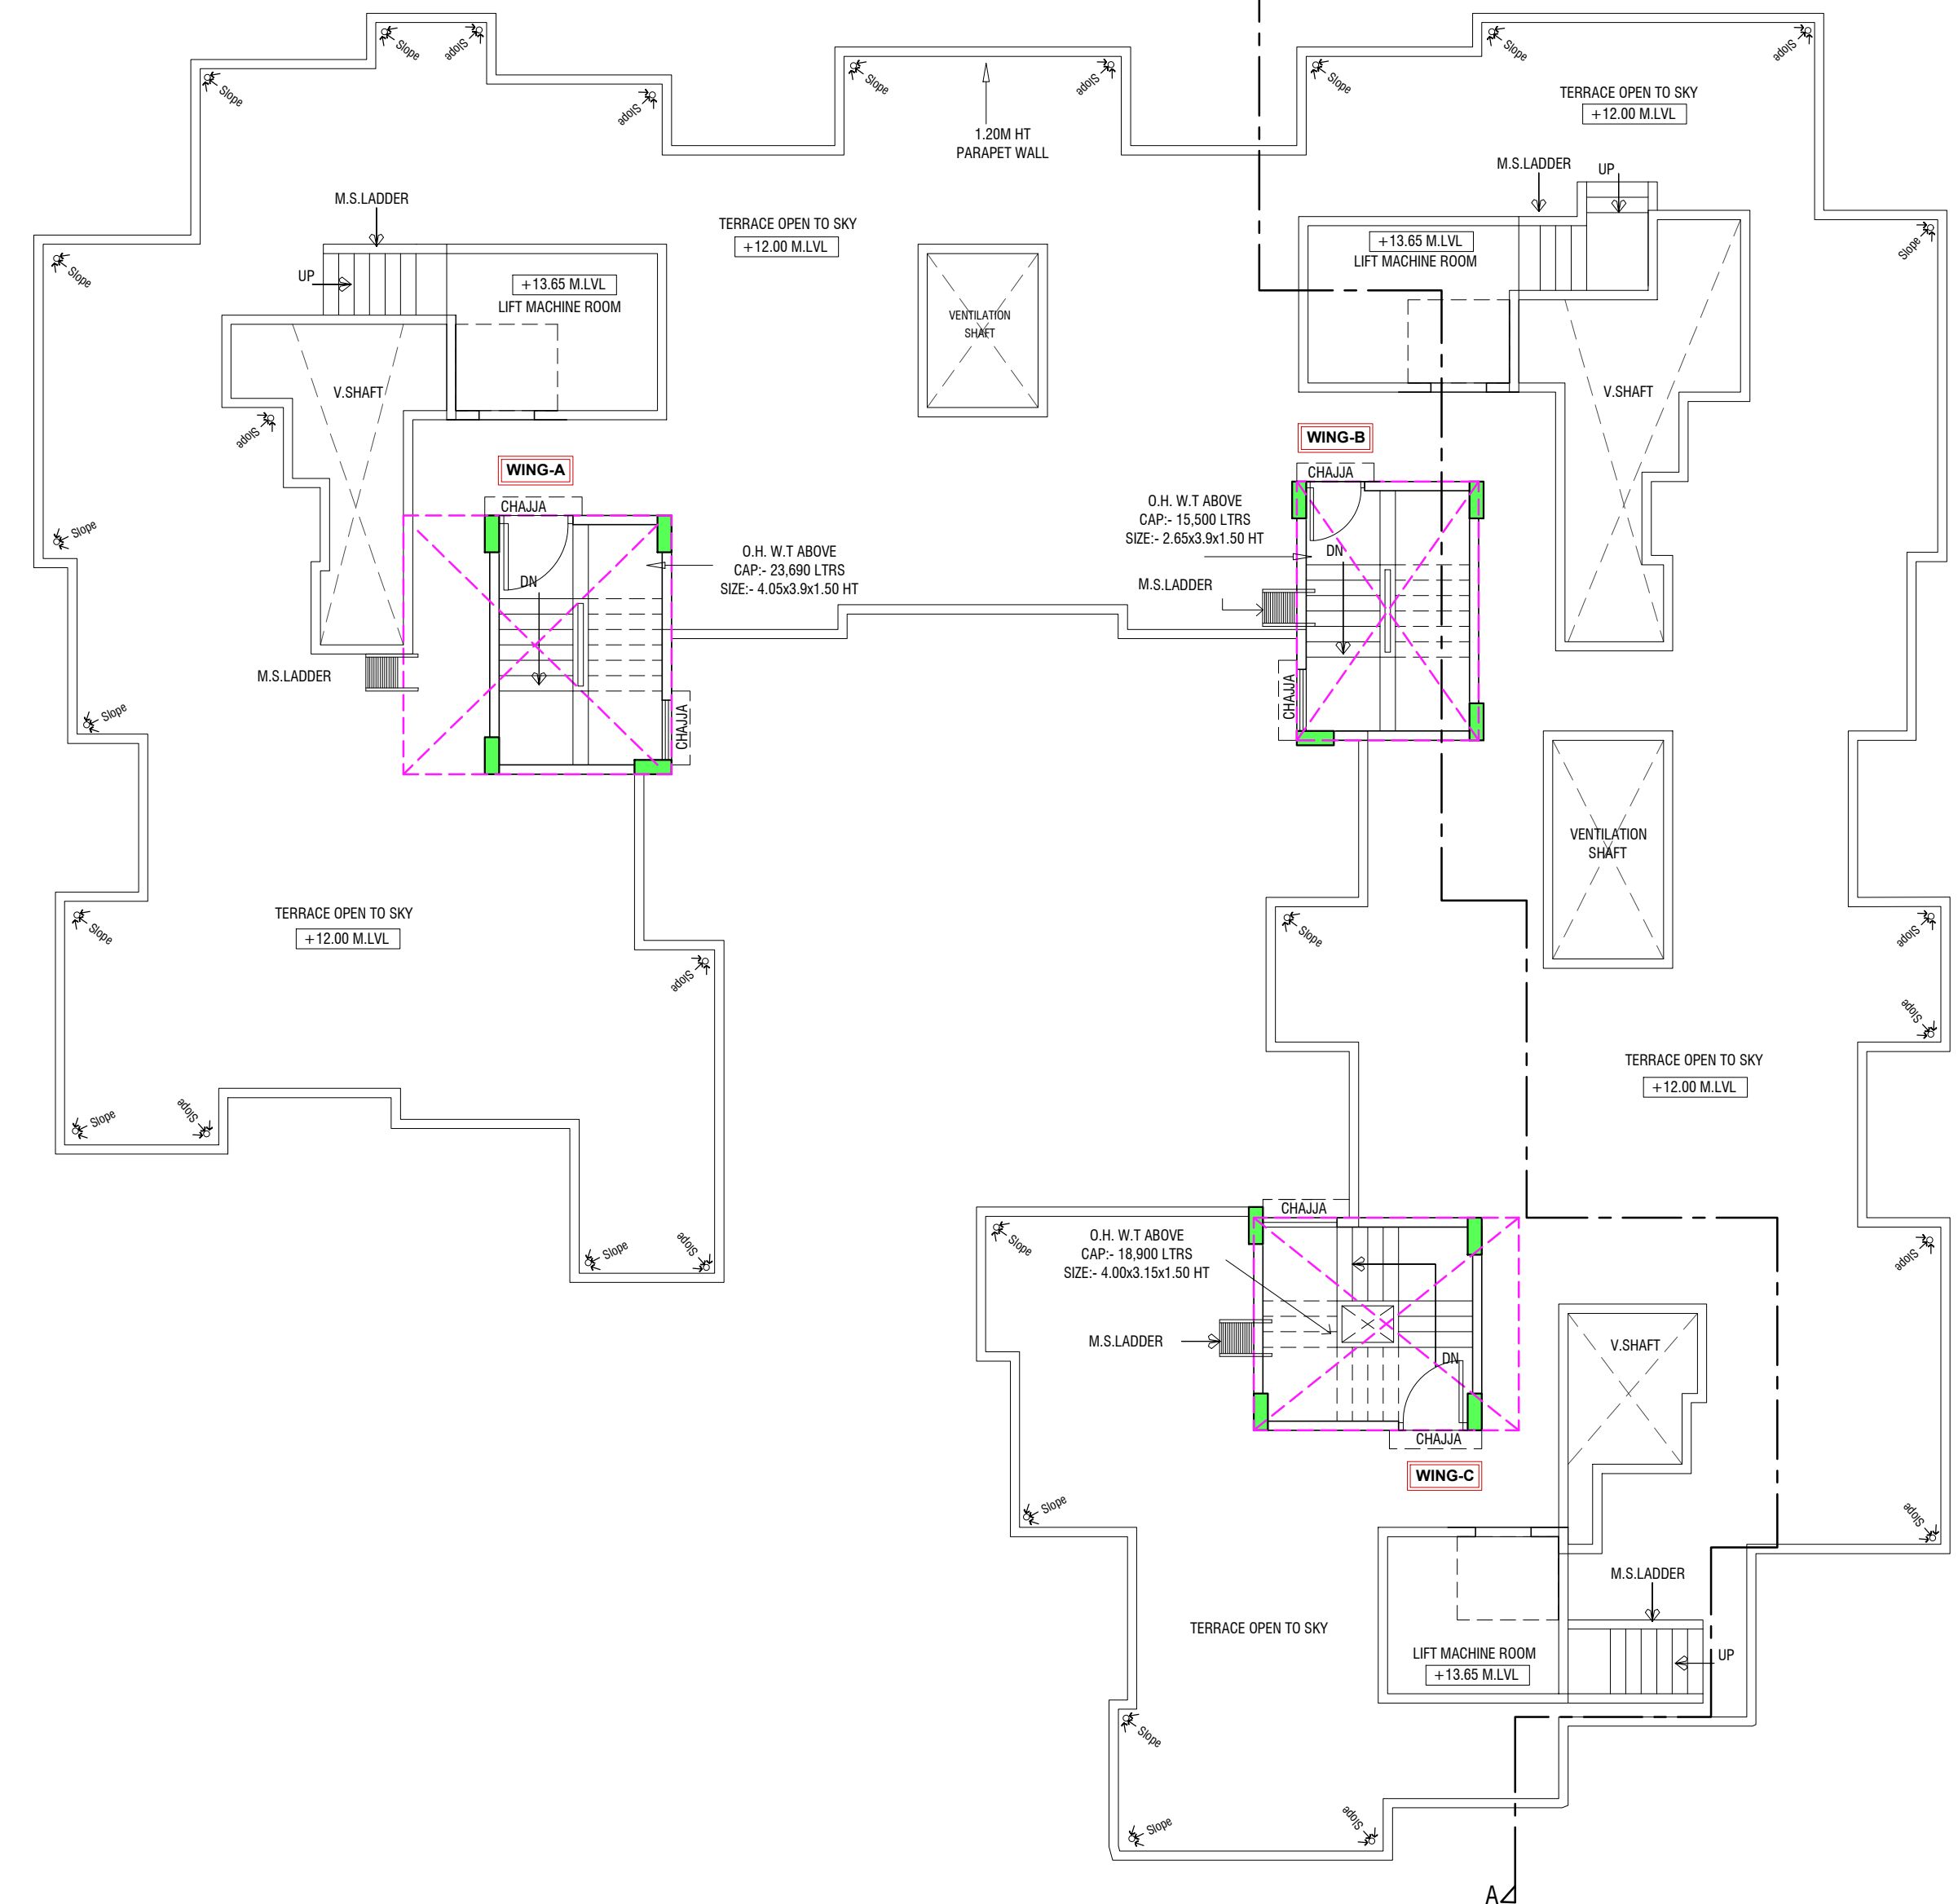 Slope
Slope
Slope
Slope
Slope
Slope
Slope
Slope
Slope
TERRACE OPEN TO SKY
+12.00 M.LVL
1.20M HT
PARAPET WALL
M.S.LADDER
UP
M.S.LADDER
TERRACE OPEN TO SKY
+12.00 M.LVL
+13.65 M.LVL
LIFT MACHINE ROOM
Slope
Slope
UP
+13.65 M.LVL
LIFT MACHINE ROOM
VENTILATION
SHAFT
V.SHAFT
V.SHAFT
Slope
WING-A
WING-B
CHAJJA
CHAJJA
O.H. W.T ABOVE
CAP:- 15,500 LTRS
SIZE:- 2.65x3.9x1.50 HT
Slope
DN
O.H. W.T ABOVE
CAP:- 23,690 LTRS
SIZE:- 4.05x3.9x1.50 HT
DN
M.S.LADDER
M.S.LADDER
CHAJJA
CHAJJA
Slope
VENTILATION
SHAFT
TERRACE OPEN TO SKY
+12.00 M.LVL
Slope
Slope
Slope
Slope
Slope
TERRACE OPEN TO SKY
+12.00 M.LVL
Slope
Slope
CHAJJA
Slope
Slope
Slope
Slope
O.H. W.T ABOVE
CAP:- 18,900 LTRS
SIZE:- 4.00x3.15x1.50 HT
M.S.LADDER
V.SHAFT
DN
CHAJJA
WING-C
Slope
Slope
M.S.LADDER
TERRACE OPEN TO SKY
LIFT MACHINE ROOM
+13.65 M.LVL
UP
Slope
Slope
Slope
A